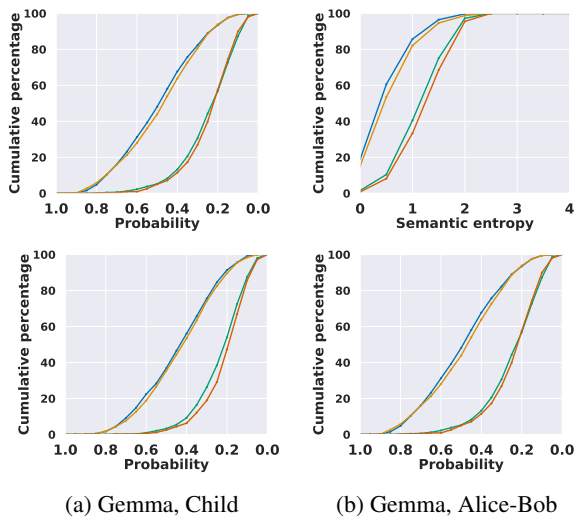 Cumulative percentage
100
80
60
40
20
0
1.0 0.8 0.6 0.4 0.2 0.0
Probability
Cumulative percentage
100
80
60
40
20
0
0 1 2 3 4
Semantic entropy
Cumulative percentage
100
80
60
40
20
0
1.0 0.8 0.6 0.4 0.2 0.0
Probability
Cumulative percentage
100
80
60
40
20
0
1.0 0.8 0.6 0.4 0.2 0.0
Probability
(a) Gemma, Child
(b) Gemma, Alice-Bob